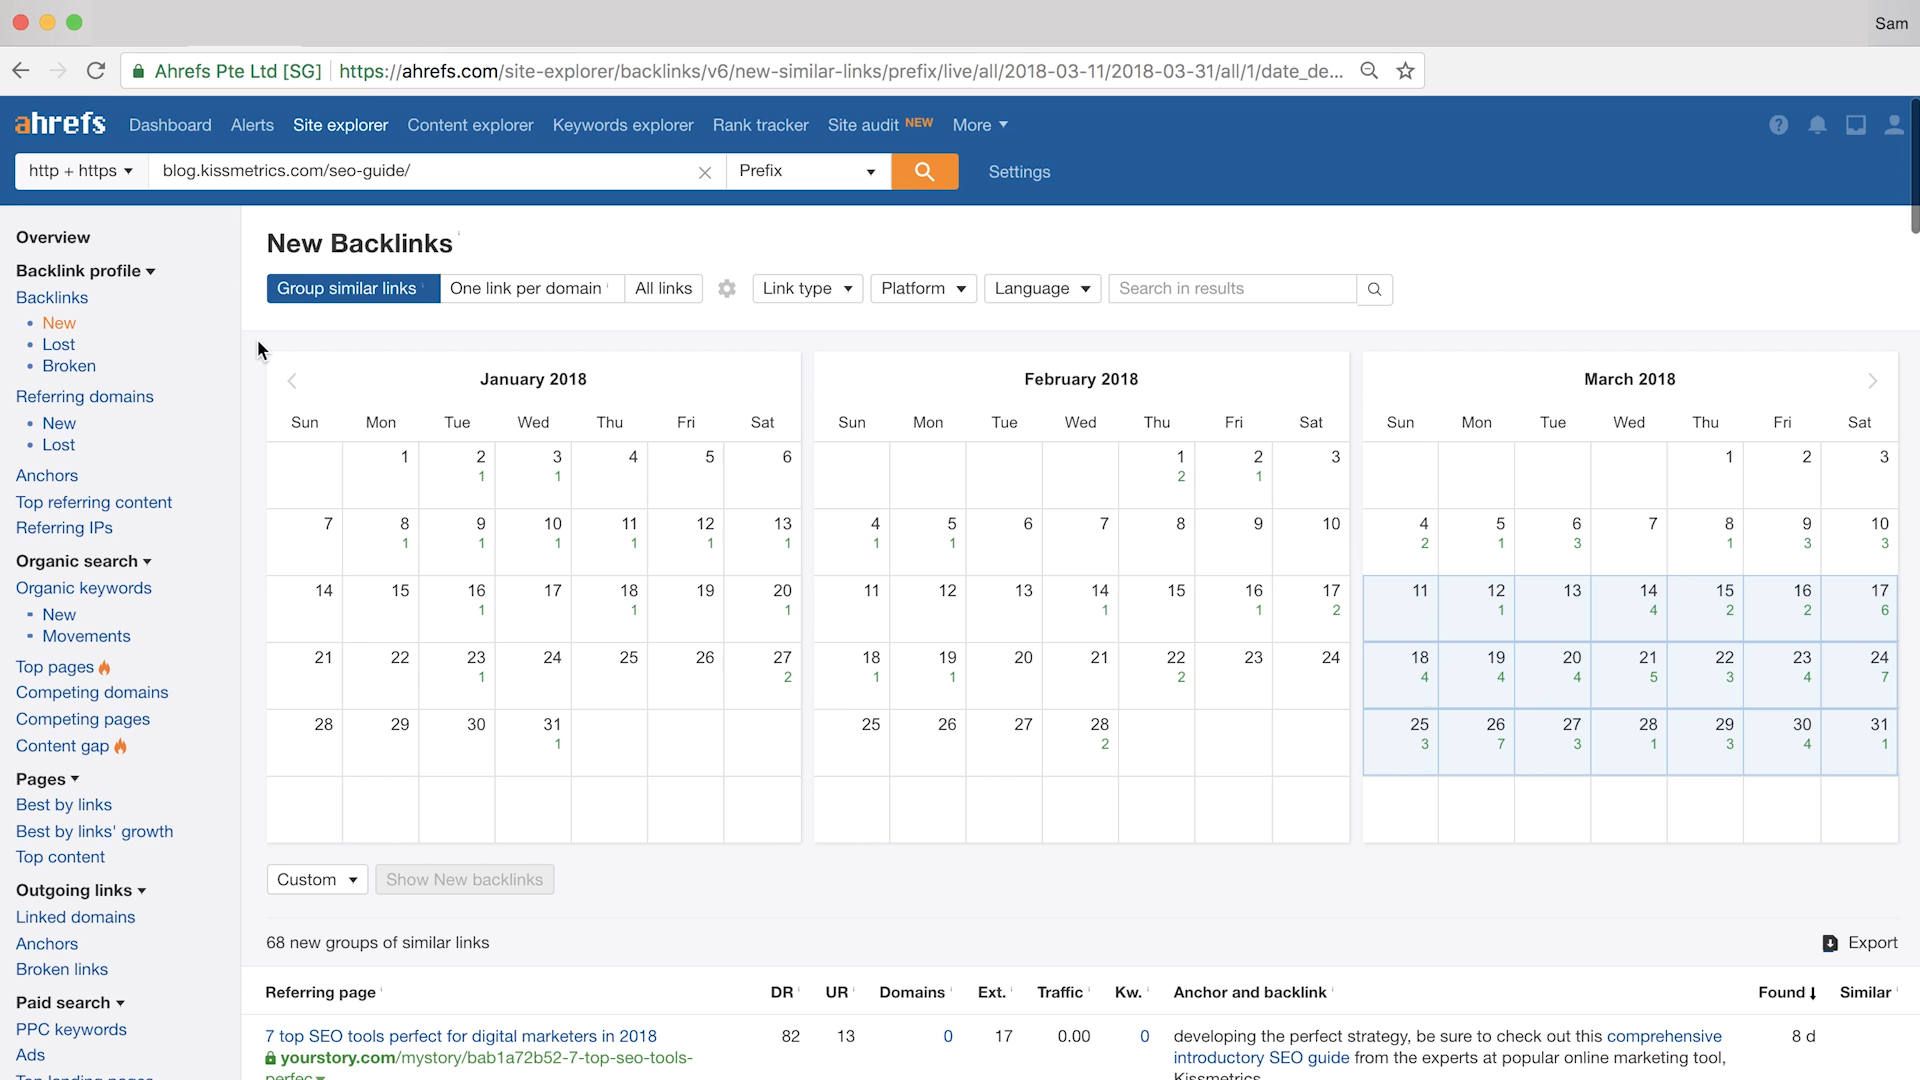 Sam
Ahrefs Pte Ltd [SG] https://ahrefs.com/site-explorer/backlinks/v6/new-similar-links/prefix/live/all/2018-03-11/2018-03-31/all/1/date_de...
ahrefs Dashboard Alerts Site explorer Content explorer Keywords explorer Rank tracker Site audit NEW More
http + https blog.kissmetrics.com/seo-guide/ Prefix Settings
Overview
Backlink profile
Backlinks
New
Lost
Broken
Referring domains
New
Lost
Anchors
Top referring content
Referring IPs
Organic search
Organic keywords
New
Movements
Top pages
Competing domains
Competing pages
Content gap
Pages
Best by links
Best by links' growth
Top content
Outgoing links
Linked domains
Anchors
Broken links
Paid search
PPC keywords
Ads
Top landing pages
New Backlinks
Group similar links One link per domain All links Link type Platform Language Search in results
January 2018
Sun Mon Tue Wed Thu Fri Sat
1 2 3 4 5 6
1 1
7 8 9 10 11 12 13
1 1 1 1 1 1
14 15 16 17 18 19 20
1 1 1
21 22 23 24 25 26 27
1 2
28 29 30 31
1
February 2018
Sun Mon Tue Wed Thu Fri Sat
1 2 3
2 1
4 5 6 7 8 9 10
1 1
11 12 13 14 15 16 17
1 1 2
18 19 20 21 22 23 24
1 1 2
25 26 27 28
2
March 2018
Sun Mon Tue Wed Thu Fri Sat
1 2 3
4 5 6 7 8 9 10
2 1 3 1 3 3
11 12 13 14 15 16 17
1 4 2 2 6
18 19 20 21 22 23 24
4 4 4 5 3 4 7
25 26 27 28 29 30 31
3 7 3 1 3 4 1
Custom Show New backlinks
68 new groups of similar links Export
Referring page DR UR Domains Ext. Traffic Kw. Anchor and backlink Found Similar
7 top SEO tools perfect for digital marketers in 2018 82 13 0 17 0.00 0 developing the perfect strategy, be sure to check out this comprehensive 8 d
yourstory.com/mystory/bab1a72b52-7-top-seo-tools- introductory SEO guide from the experts at popular online marketing tool,
perfec Kissmetrics